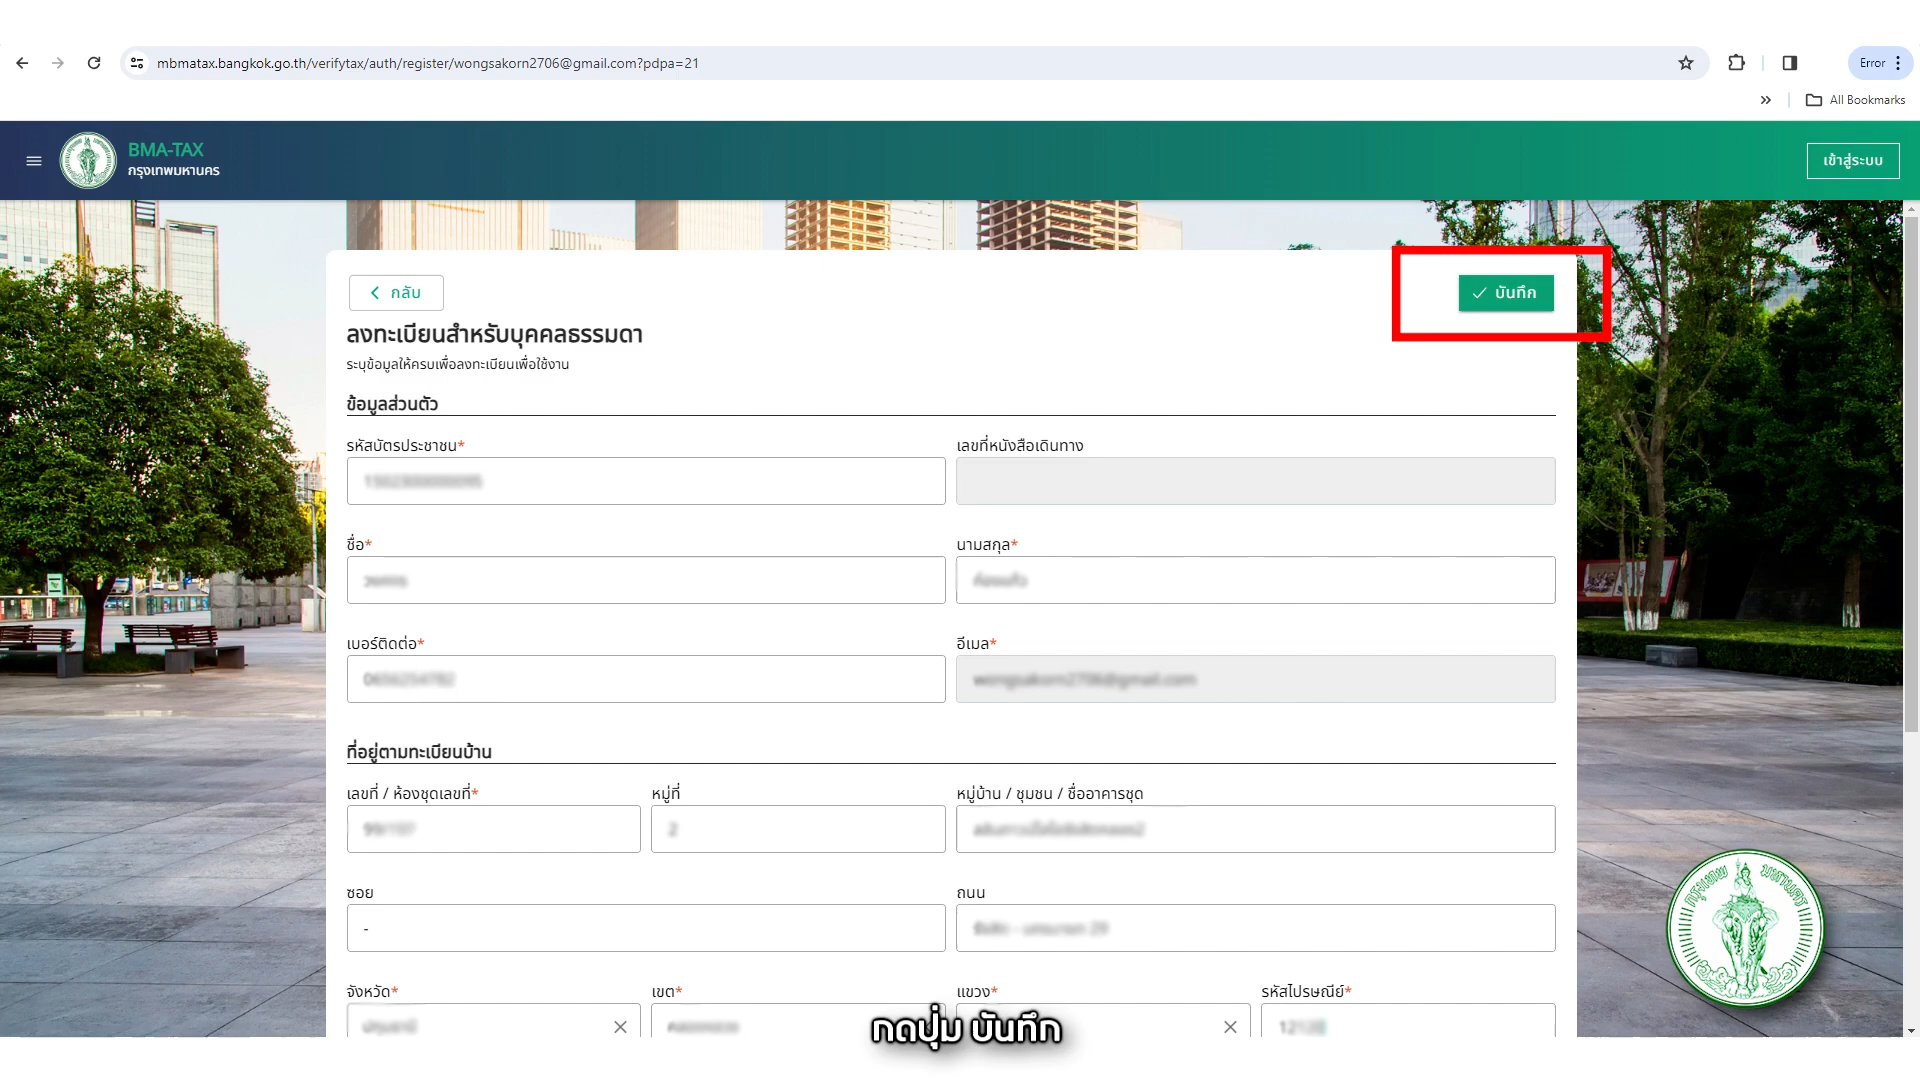 mbmatax.bangkok.go.th/verifytax/auth/register/wongsakorn2706@gmail.com?pdpa=21
Error
All Bookmarks
BMA-TAX
กรุงเทพมหานคร
เข้าสู่ระบบ
กลับ
บันทึก
ลงทะเบียนสำหรับบุคคลธรรมดา
ระบุข้อมูลให้ครบเพื่อลงทะเบียนเพื่อใช้งาน
ข้อมูลส่วนตัว
รหัสบัตรประชาชน* เลขที่หนังสือเดินทาง
ชื่อ* นามสกุล*
เบอร์ติดต่อ* อีเมล*
ที่อยู่ตามทะเบียนบ้าน
เลขที่ / ห้องชุดเลขที่* หมู่ที่ หมู่บ้าน / ชุมชน / ชื่ออาคารชุด
ซอย ถนน
-
จังหวัด* เขต* แขวง* รหัสไปรษณีย์*
กดปุ่ม บันทึก
กรุงเทพ มหานคร